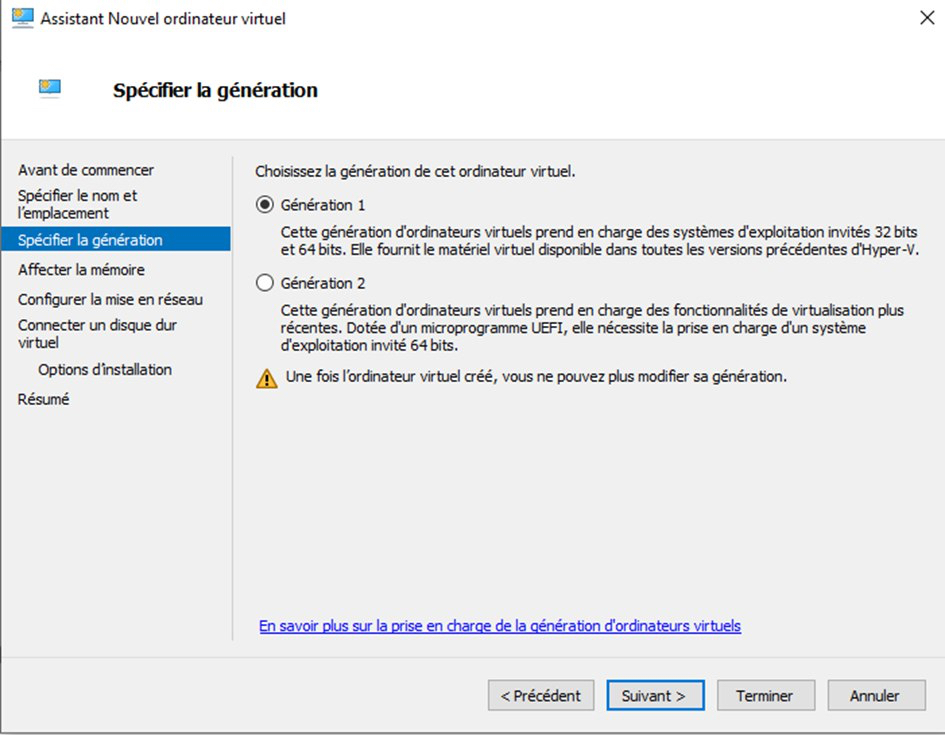 Assistant Nouvel ordinateur virtuel
Spécifier la génération
Avant de commencer
Spécifier le nom et
l'emplacement
Spécifier la génération
Affecter la mémoire
Configurer la mise en réseau
Connecter un disque dur
virtuel
Options d'installation
Résumé
Choisissez la génération de cet ordinateur virtuel.
Génération 1
Cette génération d'ordinateurs virtuels prend en charge des systèmes d'exploitation invités 32 bits
et 64 bits. Elle fournit le matériel virtuel disponible dans toutes les versions précédentes d'Hyper-V.
Génération 2
Cette génération d'ordinateurs virtuels prend en charge des fonctionnalités de virtualisation plus
récentes. Dotée d'un microprogramme UEFI, elle nécessite la prise en charge d'un système
d'exploitation invité 64 bits.
Une fois l'ordinateur virtuel créé, vous ne pouvez plus modifier sa génération.
En savoir plus sur la prise en charge de la génération d'ordinateurs virtuels
< Précédent
Suivant >
Terminer
Annuler